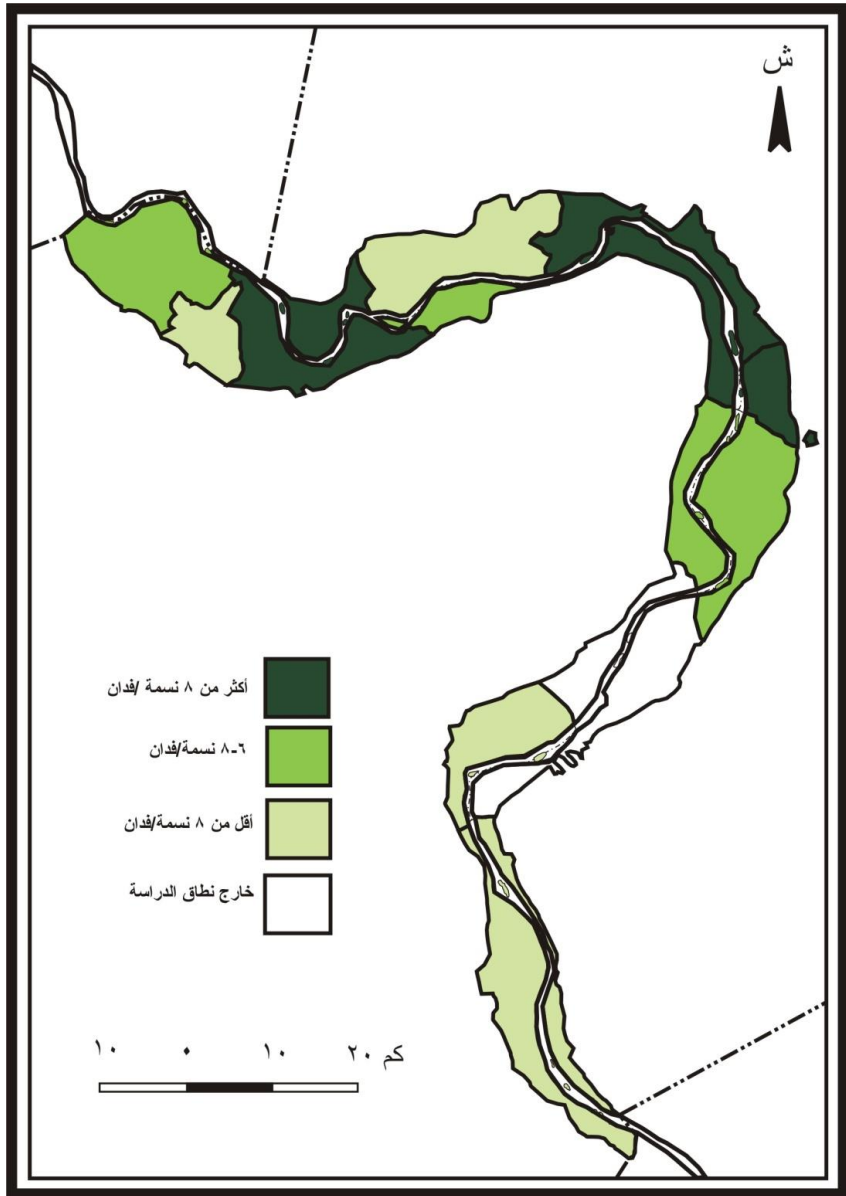 ش
أكثر من ٨ نسمة /فدان
٦-٨ نسمة/فدان
أقل من ٨ نسمة/فدان
خارج نطاق الدراسة
١٠ ٠ ١٠ ٢٠ كم